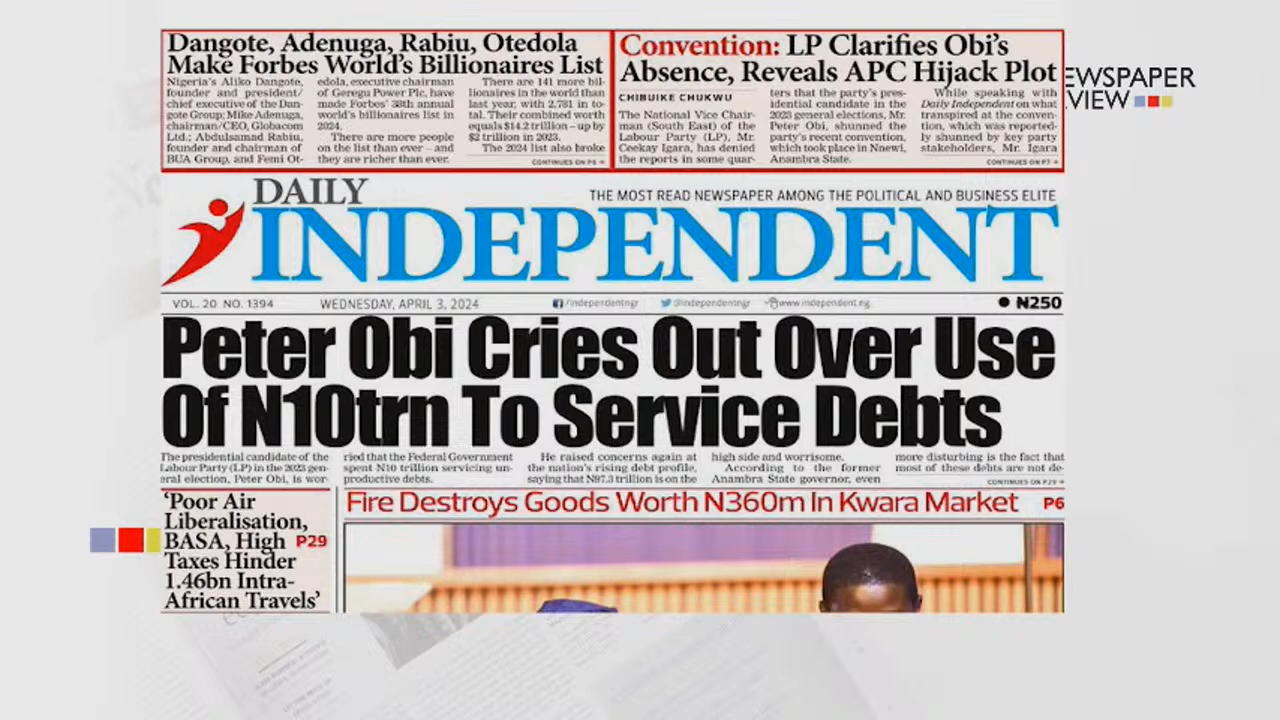 Dangote, Adenuga, Rabiu, Otedola
Make Forbes World's Billionaires List
Nigeria's Aliko Dangote,
founder and president/
chief executive of the Dan-
gote Group; Mike Adenuga,
chairman/CEO, Globacom
Ltd.; Abdulsamad Rabiu,
founder and chairman of
BUA Group, and Femi Ot-
edola, executive chairman
of Geregu Power Plc, have
made Forbes' 38th annual
world's billionaires list in
2024.
There are more people
on the list than ever – and
they are richer than ever.
There are 141 more bil-
lionaires in the world than
last year, with 2,781 in to-
tal. Their combined worth
equals $14.2 trillion – up by
$2 trillion in 2023.
The 2024 list also broke
CONTINUES ON P6
Convention: LP Clarifies Obi's
Absence, Reveals APC Hijack Plot
CHIBUIKE CHUKWU
The National Vice Chair-
man (South East) of the
Labour Party (LP), Mr.
Ceekay Igara, has denied
the reports in some quar-
ters that the party's pres-
idential candidate in the
2023 general elections, Mr.
Peter Obi, shunned the
party's recent convention,
which took place in Nnewi,
Anambra State.
While speaking with
Daily Independent on what
transpired at the conven-
tion, which was reported-
ly shunned by key party
stakeholders, Mr. Igara
CONTINUES ON P7
EWSPAPER
VIEW
DAILY
THE MOST READ NEWSPAPER AMONG THE POLITICAL AND BUSINESS ELITE
INDEPENDENT
VOL. 20 NO. 1394
WEDNESDAY, APRIL 3, 2024
/independentngr
@independentngr
www.independent.ng
₦250
Peter Obi Cries Out Over Use
Of N10trn To Service Debts
The presidential candidate of the
Labour Party (LP) in the 2023 gen-
eral election, Peter Obi, is wor-
ried that the Federal Government
spent N10 trillion servicing un-
productive debts.
He raised concerns again at
the nation's rising debt profile,
saying that N97.3 trillion is on the
high side and worrisome.
According to the former
Anambra State governor, even
more disturbing is the fact that
most of these debts are not de-
CONTINUES ON P29
'Poor Air
Liberalisation,
BASA, High P29
Taxes Hinder
1.46bn Intra-
African Travels'
Fire Destroys Goods Worth N360m In Kwara Market P6